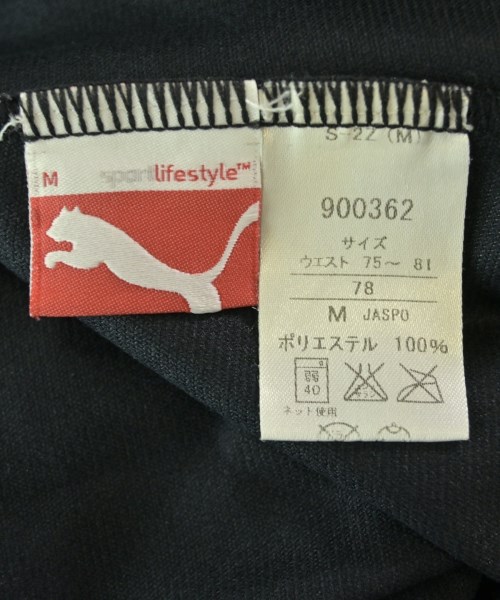 M sportlifestyle™
S-22 (M)
900362
サイズ
ウエスト 75～81
78
M JASPO
ポリエステル 100%
40
ネット使用